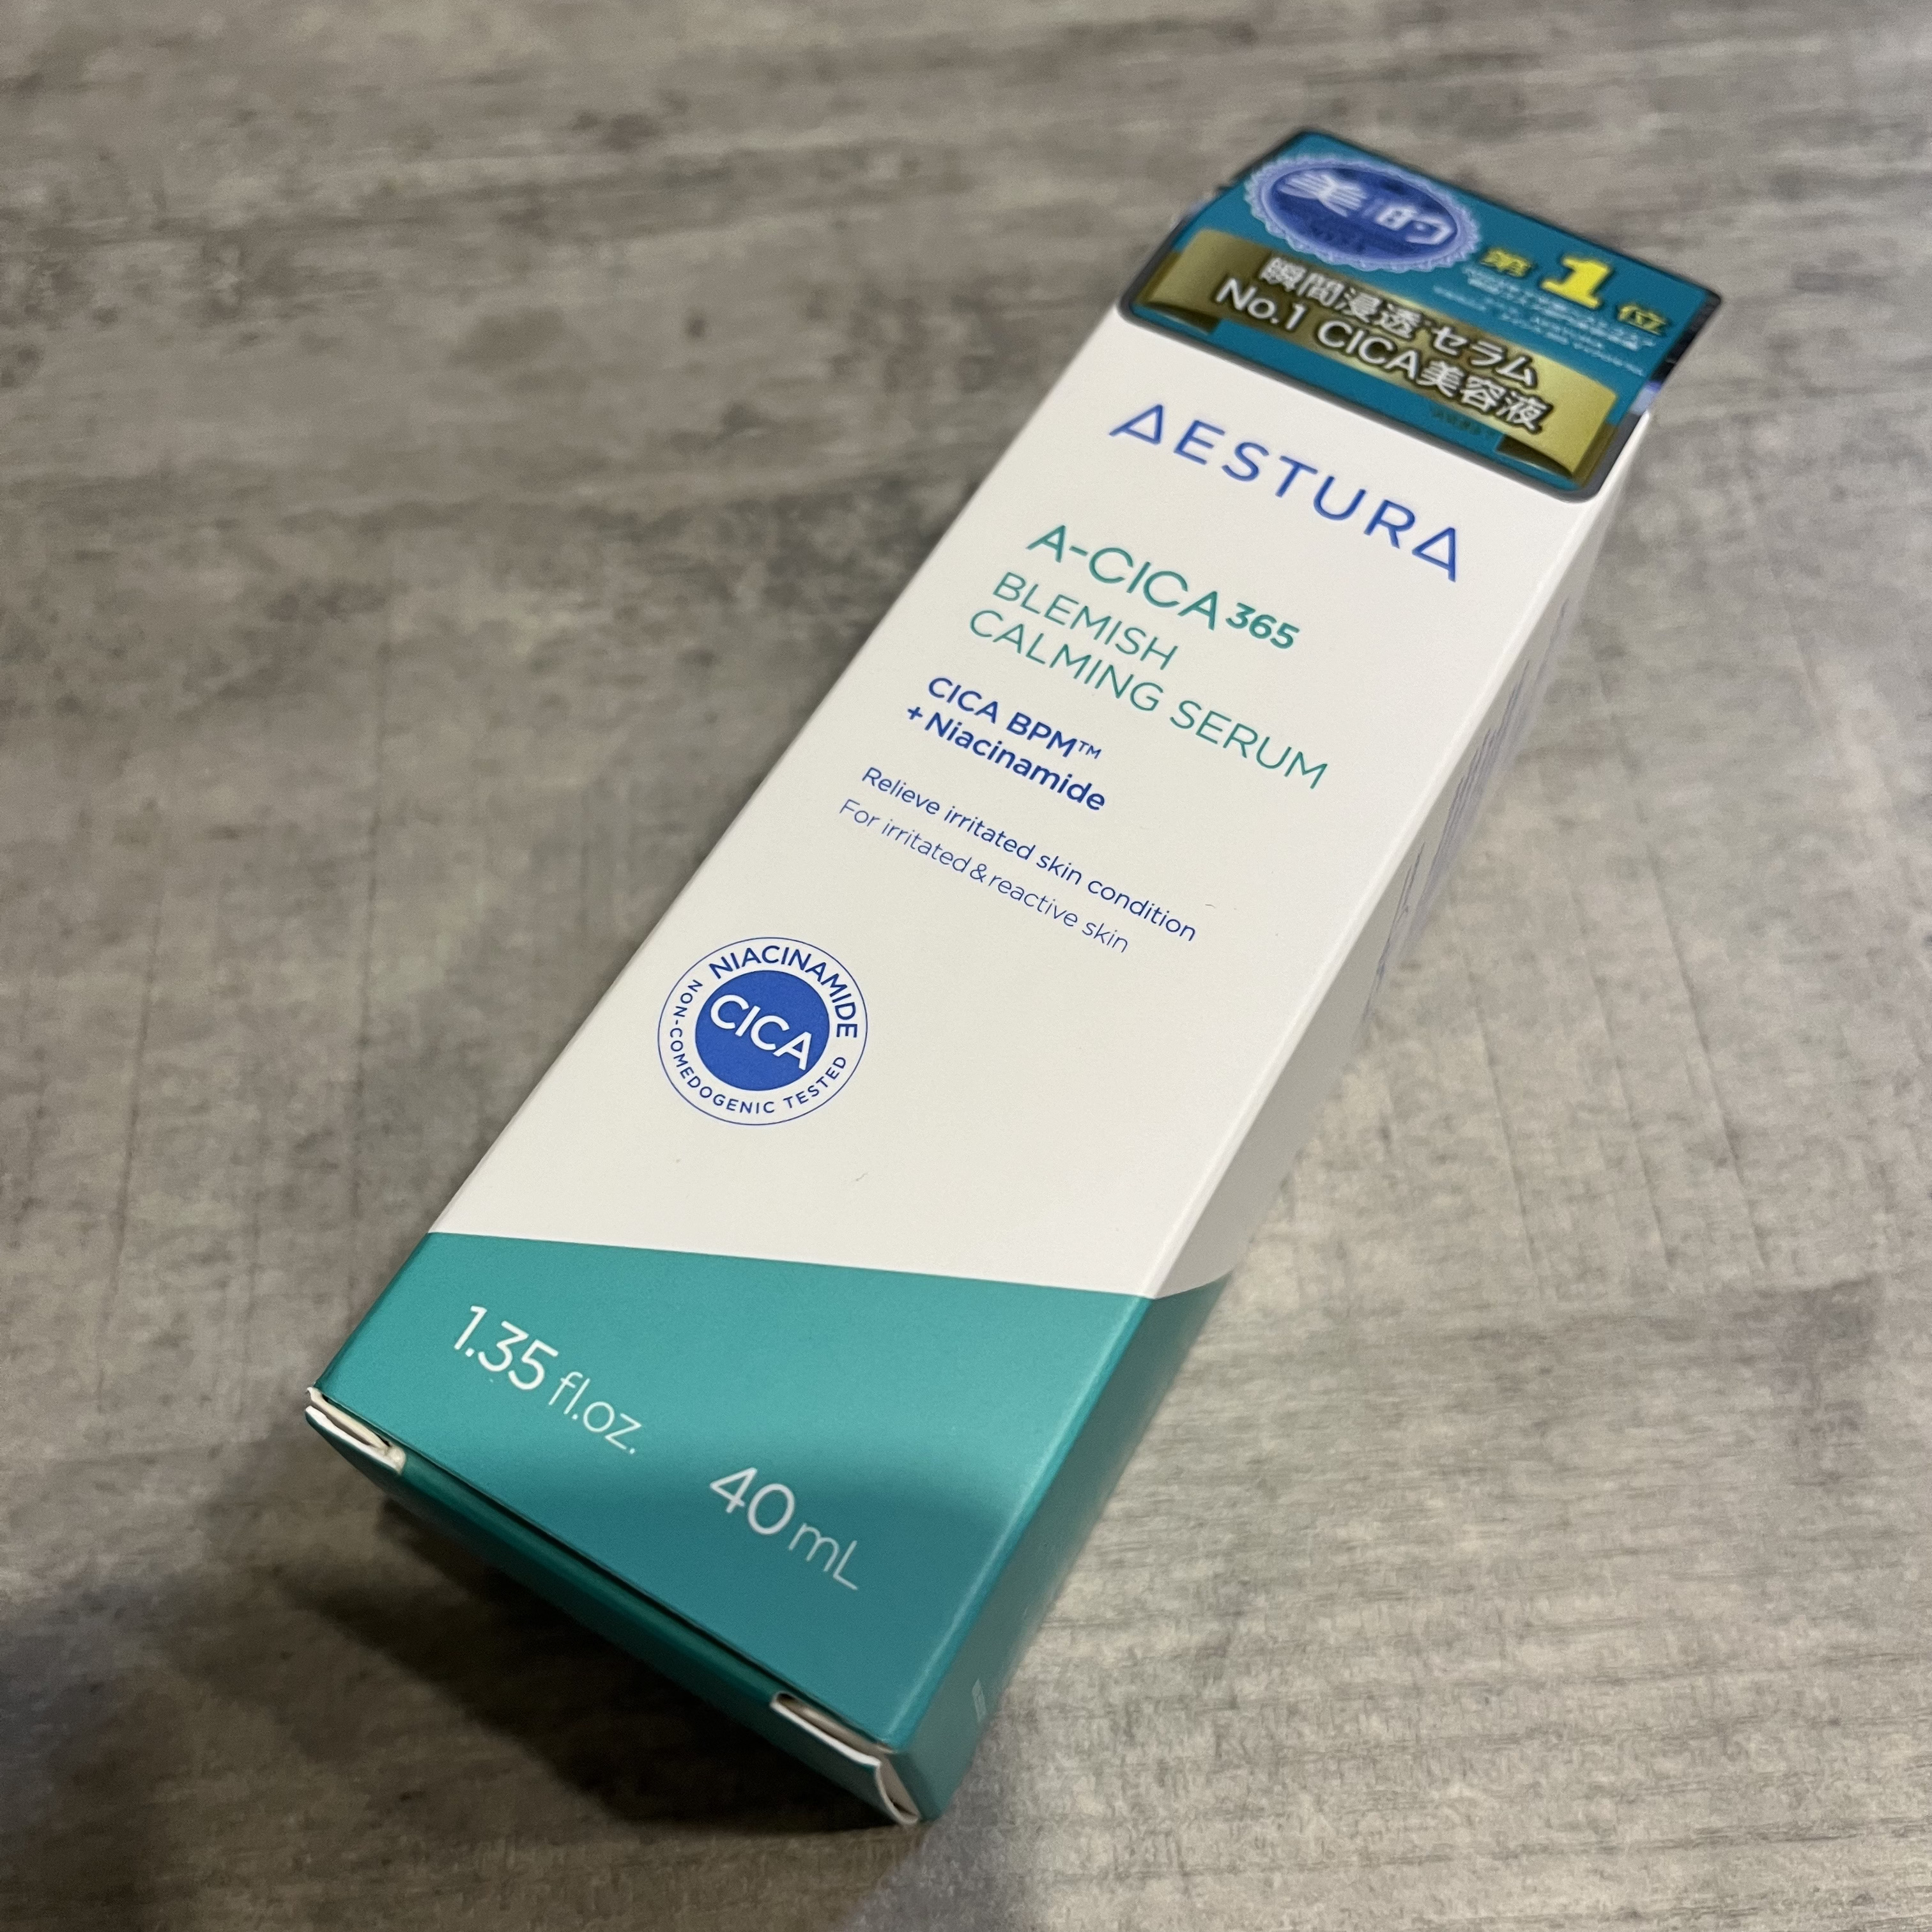 美的
第1位
瞬間浸透セラム
No.1 CICA美容液
AESTURA
A-CICA 365
BLEMISH
CALMING SERUM
CICA BPM™
+Niacinamide
Relieve irritated skin condition
For irritated & reactive skin
NIACINAMIDE
CICA
NON-COMEDOGENIC TESTED
1.35 fl.oz.
40 mL